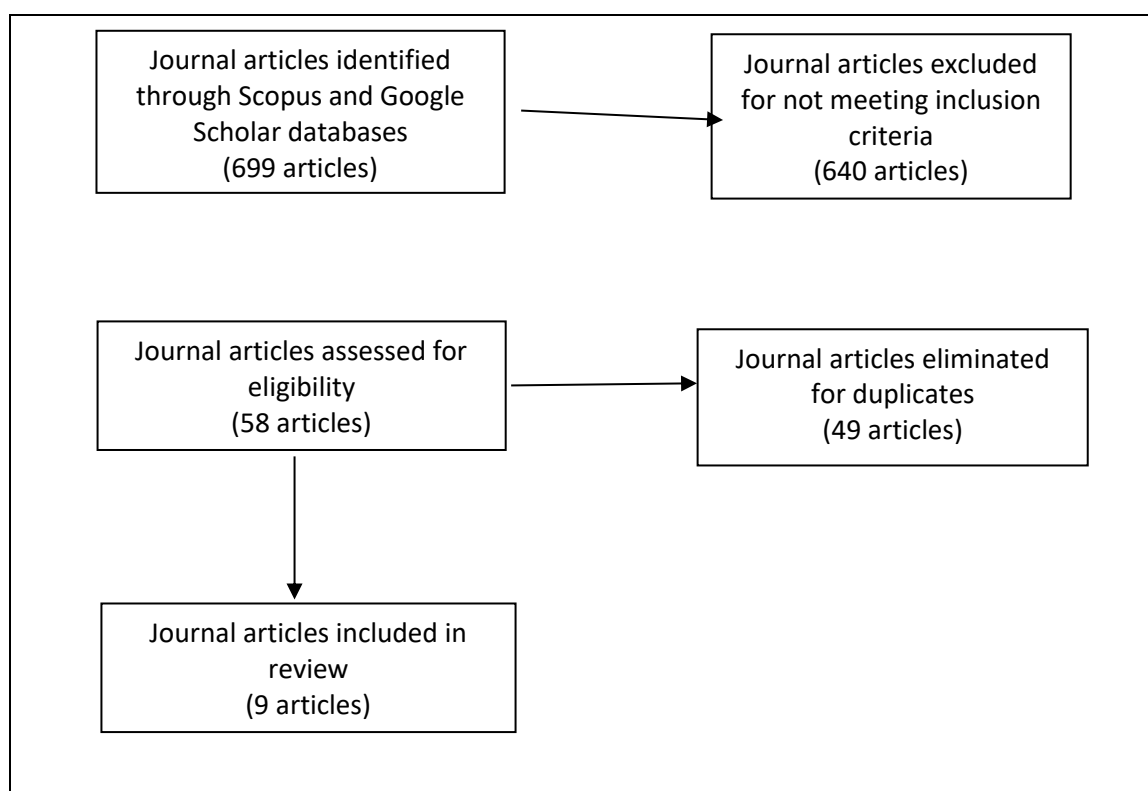 Journal articles identified
through Scopus and Google
Scholar databases
(699 articles)
Journal articles excluded
for not meeting inclusion
criteria
(640 articles)
Journal articles assessed for
eligibility
(58 articles)
Journal articles eliminated
for duplicates
(49 articles)
Journal articles included in
review
(9 articles)